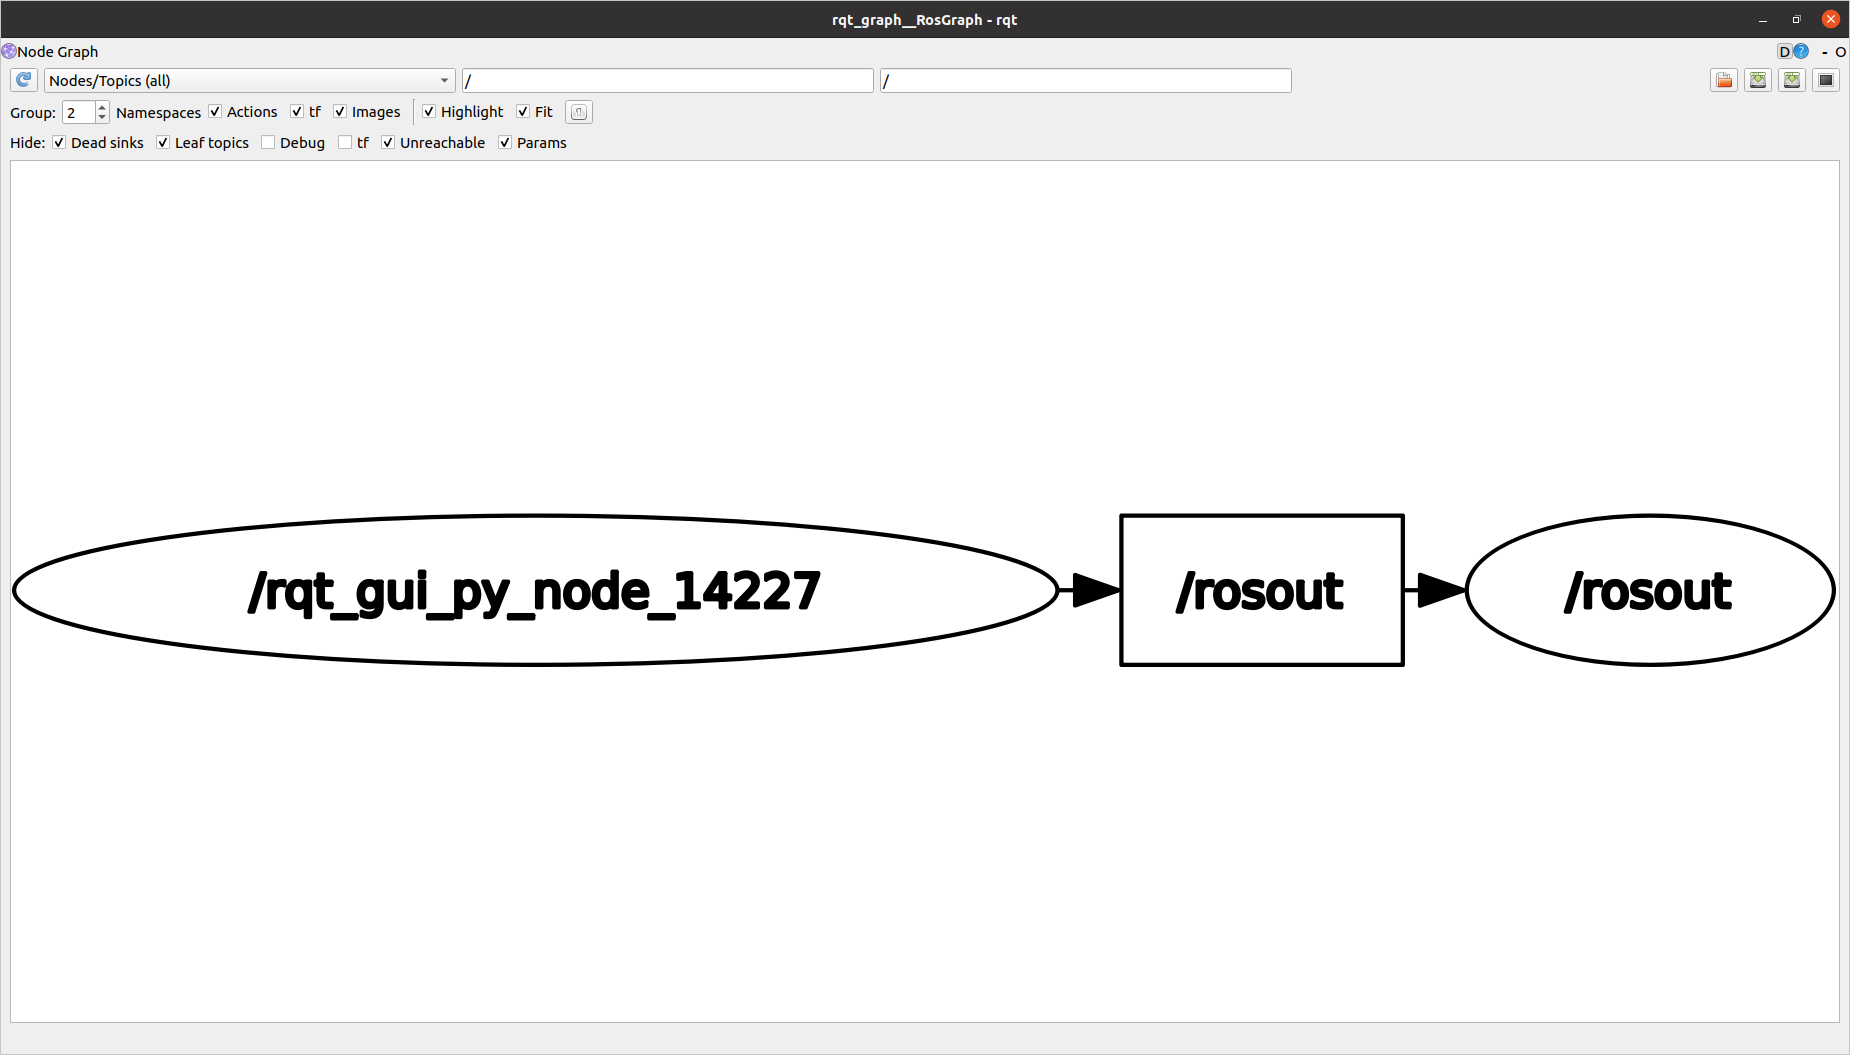 rqt_graph__RosGraph - rqt
Node Graph D ? - O
Nodes/Topics (all) / /
Group: 2 Namespaces Actions tf Images Highlight Fit
Hide: Dead sinks Leaf topics Debug tf Unreachable Params
/rqt_gui_py_node_14227 /rosout /rosout